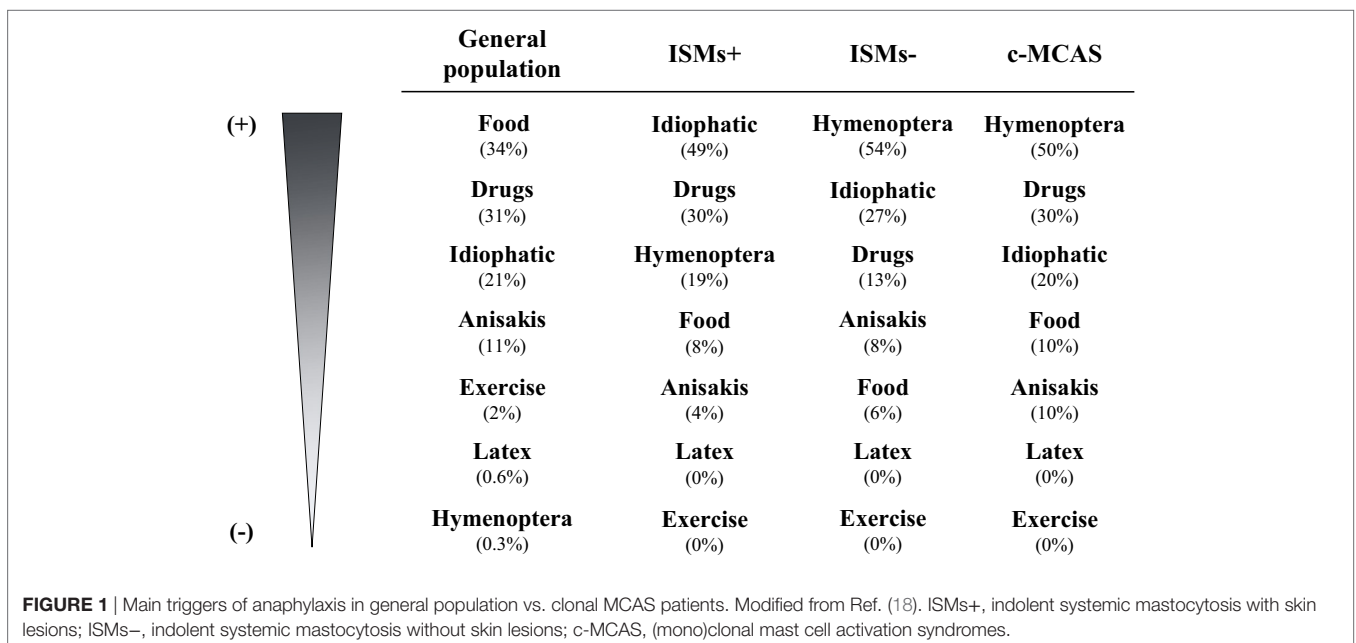 General population ISMs+ ISMs- c-MCAS
(+)
Food Idiophatic Hymenoptera Hymenoptera
(34%) (49%) (54%) (50%)
Drugs Drugs Idiophatic Drugs
(31%) (30%) (27%) (30%)
Idiophatic Hymenoptera Drugs Idiophatic
(21%) (19%) (13%) (20%)
Anisakis Food Anisakis Food
(11%) (8%) (8%) (10%)
Exercise Anisakis Food Anisakis
(2%) (4%) (6%) (10%)
Latex Latex Latex Latex
(0.6%) (0%) (0%) (0%)
Hymenoptera Exercise Exercise Exercise
(-)
(0.3%) (0%) (0%) (0%)
FIGURE 1 | Main triggers of anaphylaxis in general population vs. clonal MCAS patients. Modified from Ref. (18). ISMs+, indolent systemic mastocytosis with skin
lesions; ISMs−, indolent systemic mastocytosis without skin lesions; c-MCAS, (mono)clonal mast cell activation syndromes.